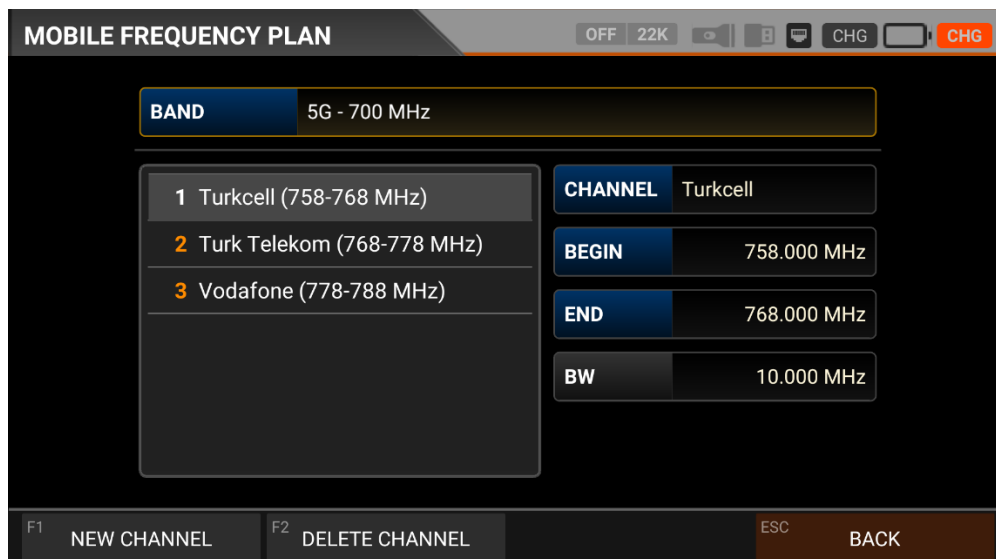 MOBILE FREQUENCY PLAN
OFF 22K CHG CHG
BAND 5G - 700 MHz
1 Turkcell (758-768 MHz)
2 Turk Telekom (768-778 MHz)
3 Vodafone (778-788 MHz)
CHANNEL Turkcell
BEGIN 758.000 MHz
END 768.000 MHz
BW 10.000 MHz
F1 NEW CHANNEL
F2 DELETE CHANNEL
ESC BACK